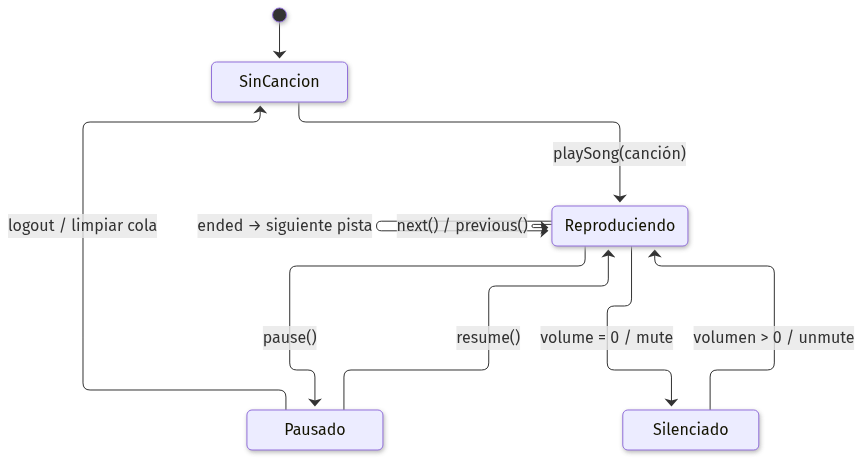 SinCancion
playSong(canción)
logout / limpiar cola
ended → siguiente pista
next() / previous()
Reproduciendo
pause()
resume()
volume = 0 / mute
volumen > 0 / unmute
Pausado
Silenciado